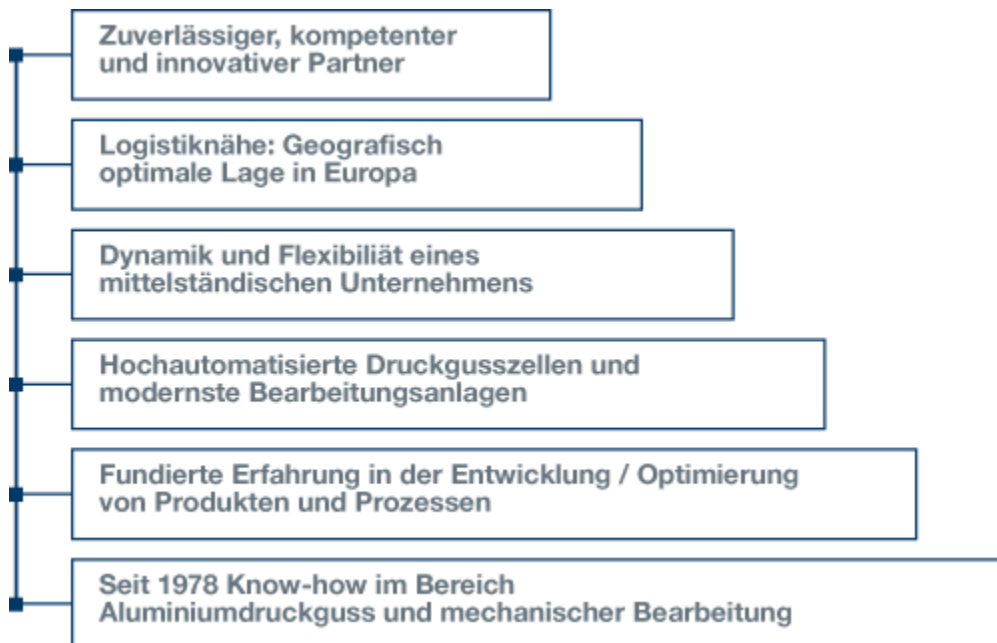 Zuverlässiger, kompetenter
und innovativer Partner
Logistiknähe: Geografisch
optimale Lage in Europa
Dynamik und Flexibiliät eines
mittelständischen Unternehmens
Hochautomatisierte Druckgusszellen und
modernste Bearbeitungsanlagen
Fundierte Erfahrung in der Entwicklung / Optimierung
von Produkten und Prozessen
Seit 1978 Know-how im Bereich
Aluminiumdruckguss und mechanischer Bearbeitung